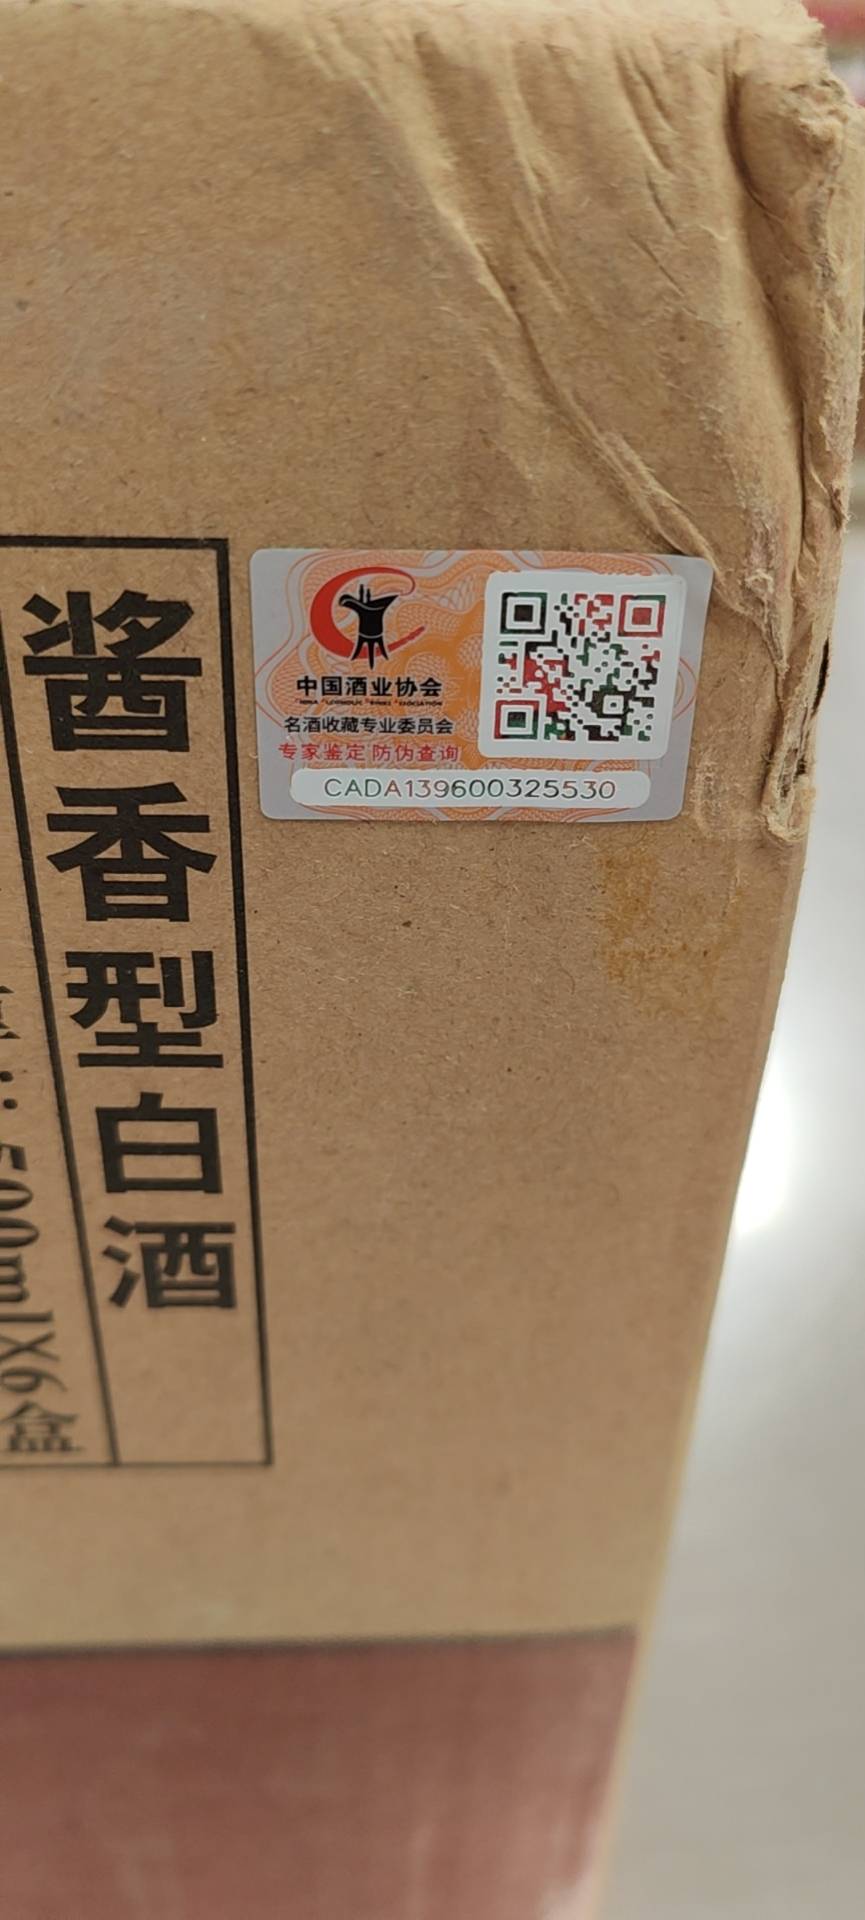 中国酒业协会
名酒收藏专业委员会
专家鉴定 防伪查询
CADA139600325530
酱香型白酒
500mlX6盒